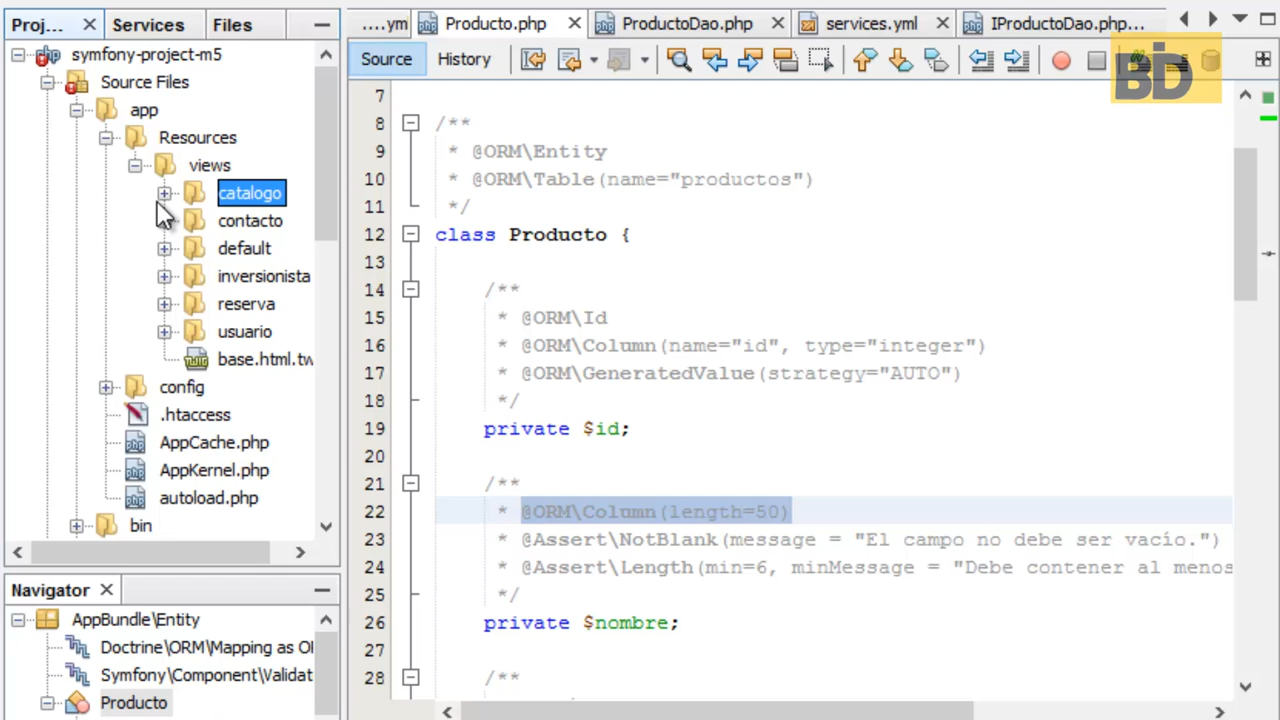 Proj...
Services
Files
....ym
Producto.php
ProductoDao.php
services.yml
IProductoDao.php...
symfony-project-m5
Source Files
app
Resources
views
catalogo
contacto
default
inversionista
reserva
usuario
base.html.tw
config
.htaccess
AppCache.php
AppKernel.php
autoload.php
bin
Navigator
AppBundle\Entity
Doctrine\ORM\Mapping as OI
Symfony\Component\Validat
Producto
Source
History
BID
7
8 /**
9 * @ORM\Entity
10 * @ORM\Table(name="productos")
11 */
12 class Producto {
13
14 /**
15 * @ORM\Id
16 * @ORM\Column(name="id", type="integer")
17 * @ORM\GeneratedValue(strategy="AUTO")
18 */
19 private $id;
20
21 /**
22 * @ORM\Column(length=50)
23 * @Assert\NotBlank(message = "El campo no debe ser vacío.")
24 * @Assert\Length(min=6, minMessage = "Debe contener al menos
25 */
26 private $nombre;
27
28 /**